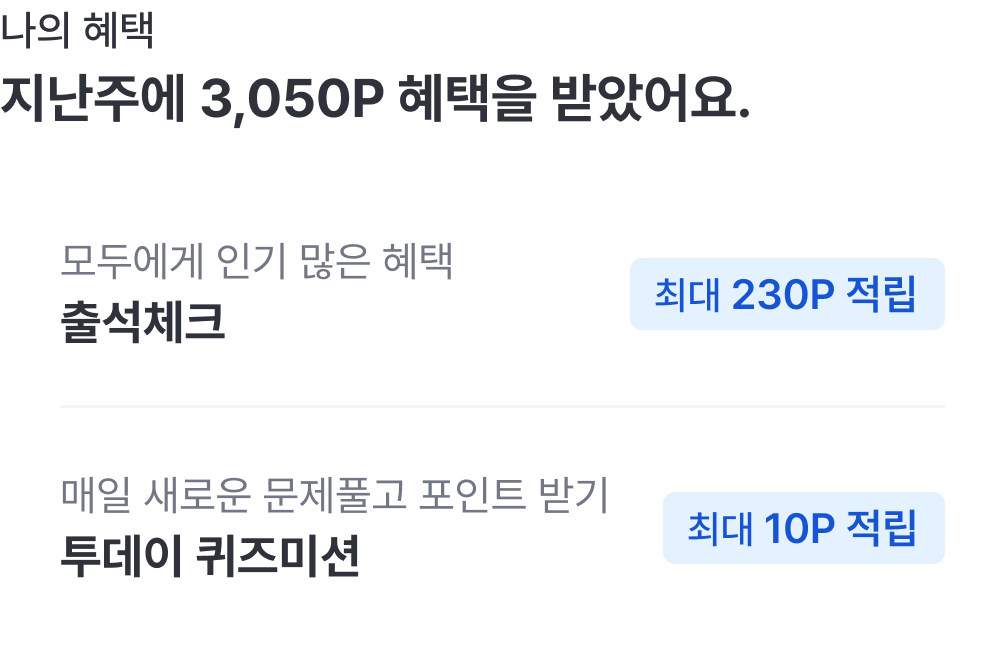 나의 혜택
지난주에 3,050P 혜택을 받았어요.
모두에게 인기 많은 혜택
출석체크
최대 230P 적립
매일 새로운 문제풀고 포인트 받기
투데이 퀴즈미션
최대 10P 적립